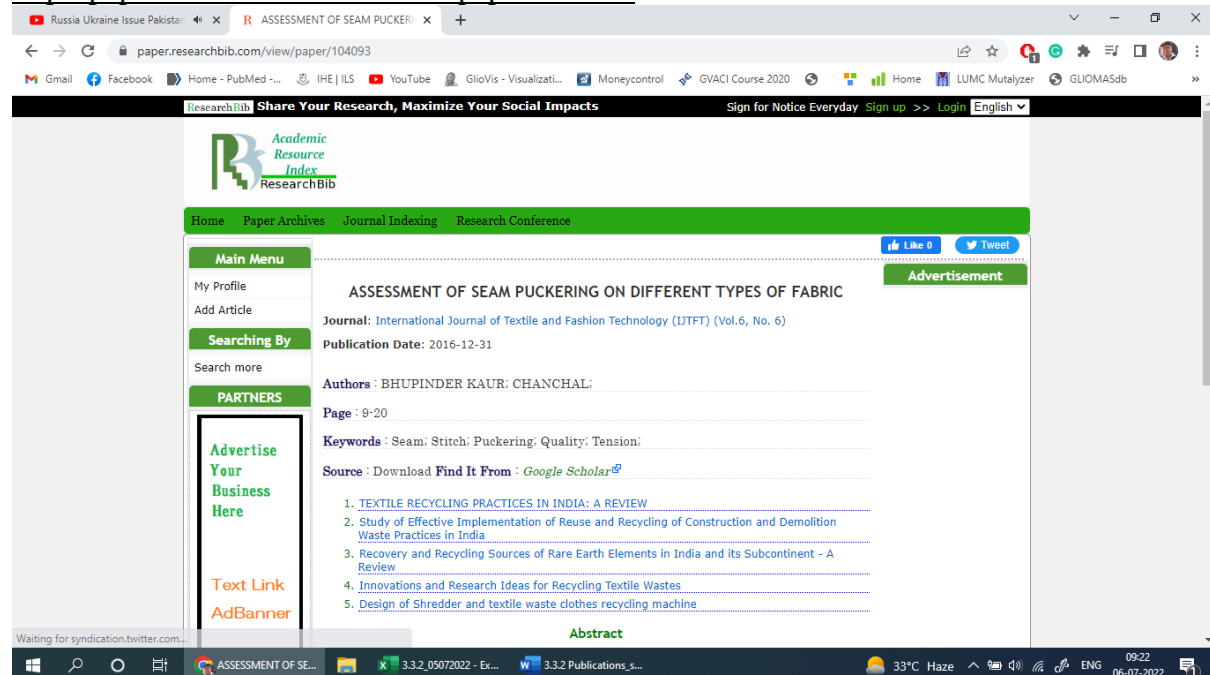 Russia Ukraine Issue Pakistan
ASSESSMENT OF SEAM PUCKERI
paper.researchbib.com/view/paper/104093
Gmail Facebook Home - PubMed -... IHE | ILS YouTube GlioVis - Visualizati... Moneycontrol GVACI Course 2020 Home LUMC Mutalyzer GLIOMASdb »
ResearchBib Share Your Research, Maximize Your Social Impacts Sign for Notice Everyday Sign up >> Login English
Academic
Resource
Index
ResearchBib
Home Paper Archives Journal Indexing Research Conference
Like 0 Tweet
Main Menu
My Profile
Add Article
Searching By
Search more
PARTNERS
Advertise
Your
Business
Here
Text Link
AdBanner
ASSESSMENT OF SEAM PUCKERING ON DIFFERENT TYPES OF FABRIC
Journal: International Journal of Textile and Fashion Technology (IJTFT) (Vol.6, No. 6)
Publication Date: 2016-12-31
Authors : BHUPINDER KAUR; CHANCHAL;
Page : 9-20
Keywords : Seam; Stitch; Puckering; Quality; Tension;
Source : Download Find It From : Google Scholar
1. TEXTILE RECYCLING PRACTICES IN INDIA: A REVIEW
2. Study of Effective Implementation of Reuse and Recycling of Construction and Demolition
Waste Practices in India
3. Recovery and Recycling Sources of Rare Earth Elements in India and its Subcontinent - A
Review
4. Innovations and Research Ideas for Recycling Textile Wastes
5. Design of Shredder and textile waste clothes recycling machine
Abstract
Advertisement
Waiting for syndication.twitter.com...
ASSESSMENT OF SE... 3.3.2_05072022 - Ex... 3.3.2 Publications_s... 33°C Haze ENG 09:22
06-07-2022